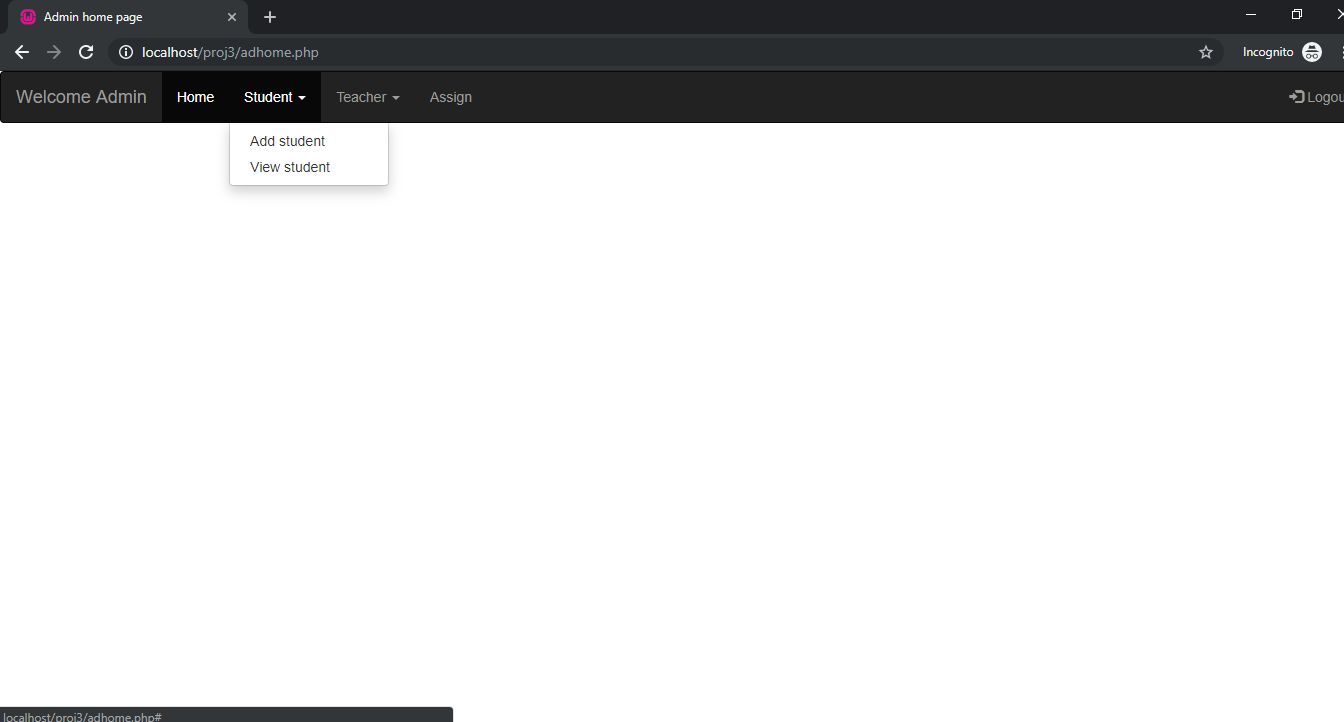 Admin home page
localhost/proj3/adhome.php
Incognito
Welcome Admin
Home
Student
Teacher
Assign
Logou
Add student
View student
localhost/proj3/adhome.php#